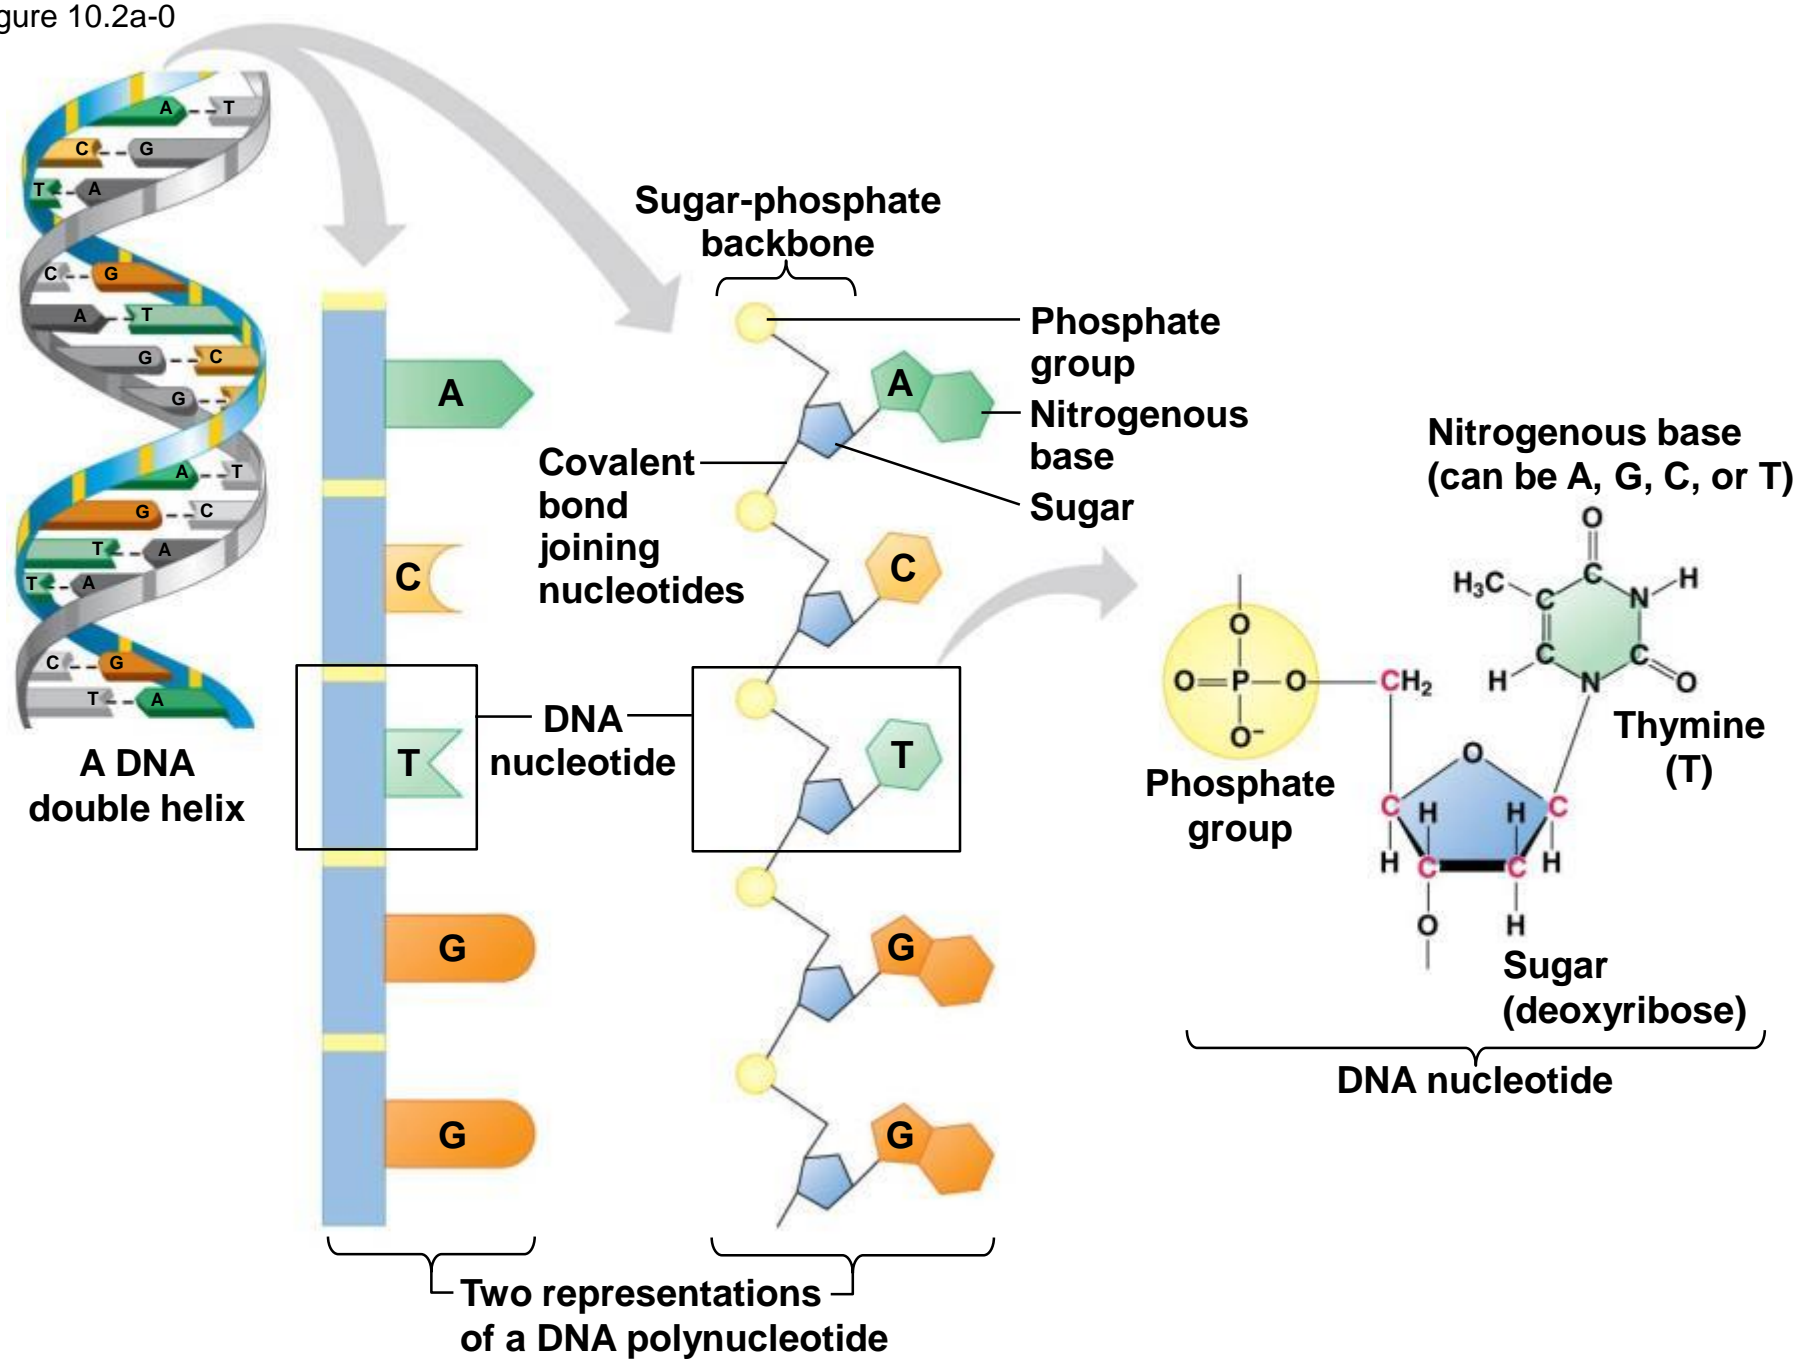 gure 10.2a-0
A T
C G
T A
C G
A T
G C
G
A T
G C
T A
T A
C G
T A
A DNA
double helix
A
C
T
G
G
DNA
nucleotide
Sugar-phosphate
backbone
Phosphate
group
Nitrogenous
base
Sugar
Covalent
bond
joining
nucleotides
A
C
T
G
G
Two representations
of a DNA polynucleotide
Nitrogenous base
(can be A, G, C, or T)
O
H₃C C N H
C
C C
H N O
Thymine
(T)
O
O P O CH₂
O⁻
Phosphate
group
O
C H H C
H C C H
O H
Sugar
(deoxyribose)
DNA nucleotide